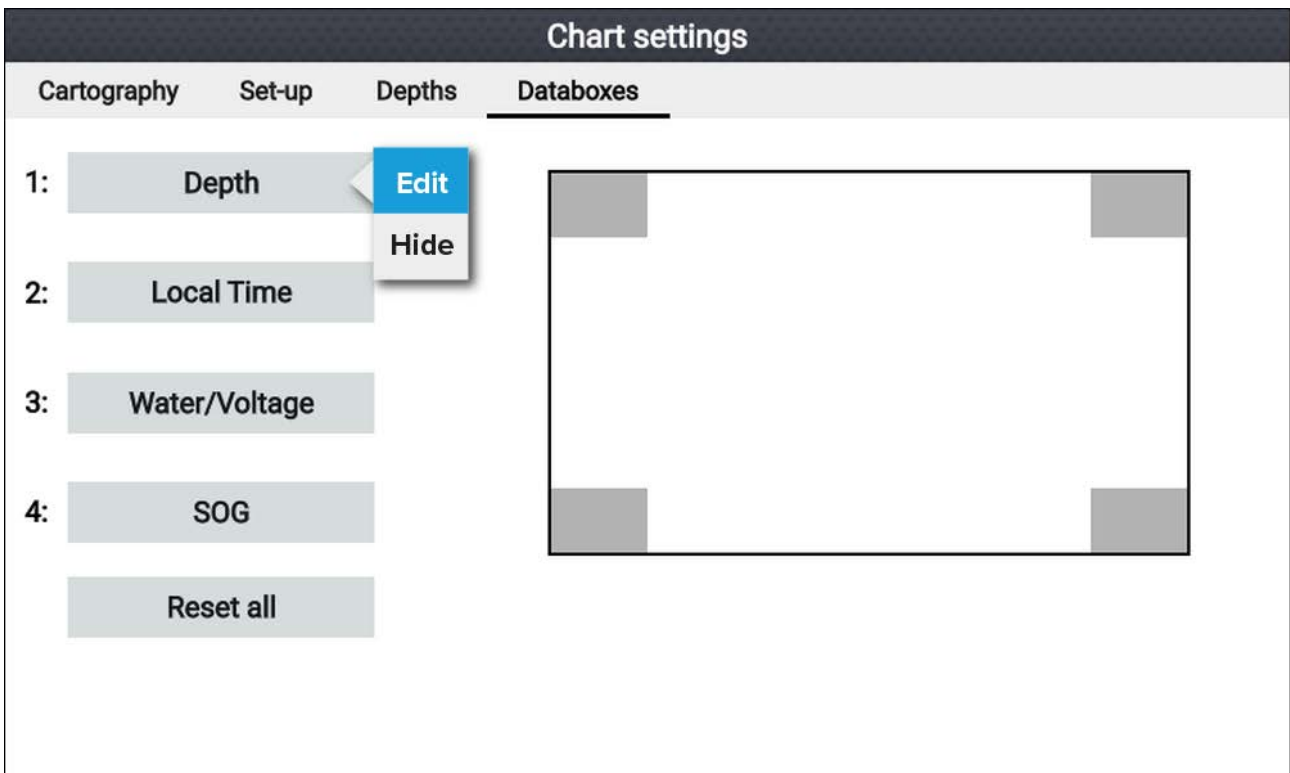 Chart settings
Cartography Set-up Depths Databoxes
1: Depth Edit
Hide
2: Local Time
3: Water/Voltage
4: SOG
Reset all